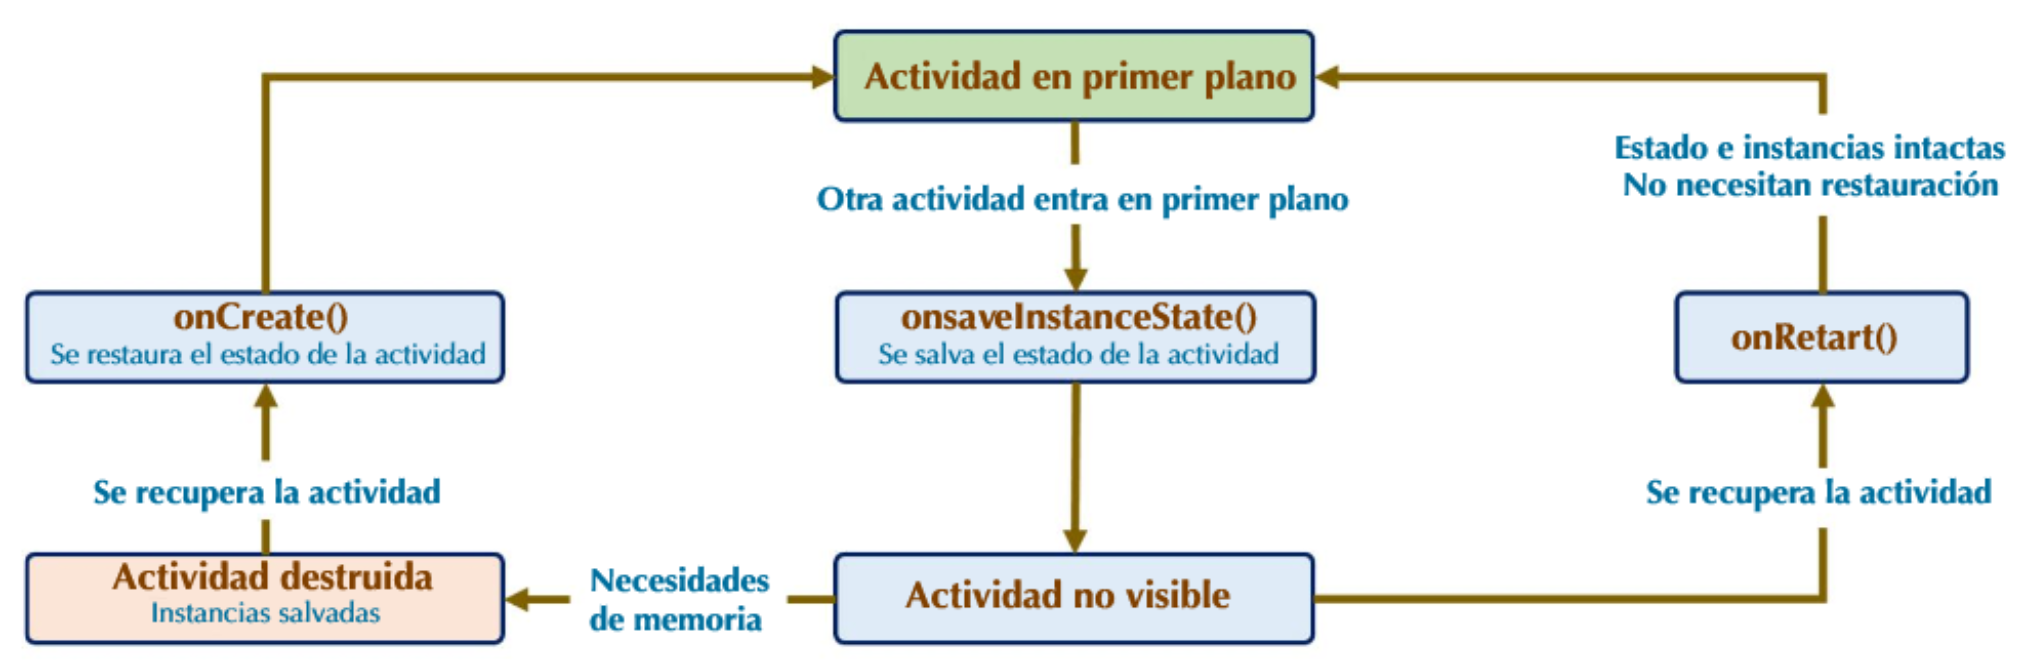 Actividad en primer plano
Estado e instancias intactas
No necesitan restauración
Otra actividad entra en primer plano
onCreate()
Se restaura el estado de la actividad
onsaveInstanceState()
Se salva el estado de la actividad
onRetart()
Se recupera la actividad
Se recupera la actividad
Actividad destruida
Instancias salvadas
Necesidades
de memoria
Actividad no visible